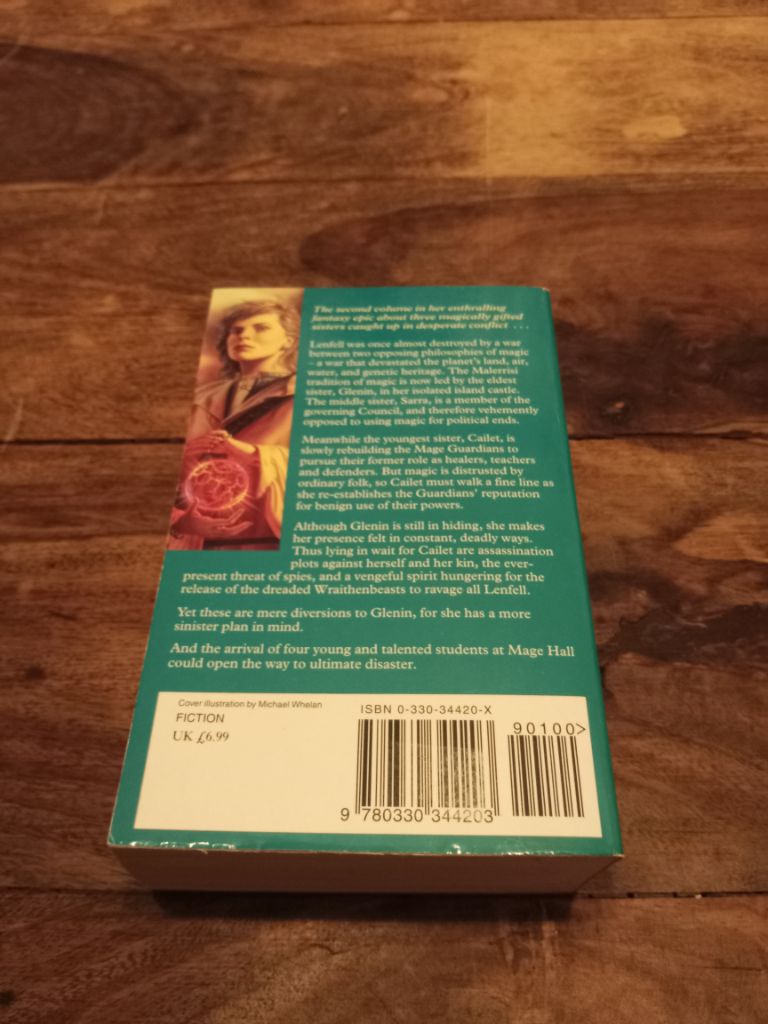 The second volume in her enthralling
fantasy epic about three magically gifted
sisters caught up in desperate conflict . . .
Lenfell was once almost destroyed by a war
between two opposing philosophies of magic
– a war that devastated the planet's land, air,
water, and genetic heritage. The Malerrisi
tradition of magic is now led by the eldest
sister, Glenin, in her isolated island castle.
The middle sister, Sarra, is a member of the
governing Council, and therefore vehemently
opposed to using magic for political ends.
Meanwhile the youngest sister, Cailet, is
slowly rebuilding the Mage Guardians to
pursue their former role as healers, teachers
and defenders. But magic is distrusted by
ordinary folk, so Cailet must walk a fine line as
she re-establishes the Guardians' reputation
for benign use of their powers.
Although Glenin is still in hiding, she makes
her presence felt in constant, deadly ways.
Thus lying in wait for Cailet are assassination
plots against herself and her kin, the ever-
present threat of spies, and a vengeful spirit hungering for the
release of the dreaded Wraithenbeasts to ravage all Lenfell.
Yet these are mere diversions to Glenin, for she has a more
sinister plan in mind.
And the arrival of four young and talented students at Mage Hall
could open the way to ultimate disaster.
Cover illustration by Michael Whelan
FICTION
UK £6.99
ISBN 0-330-34420-X
90100>
9 780330 344203